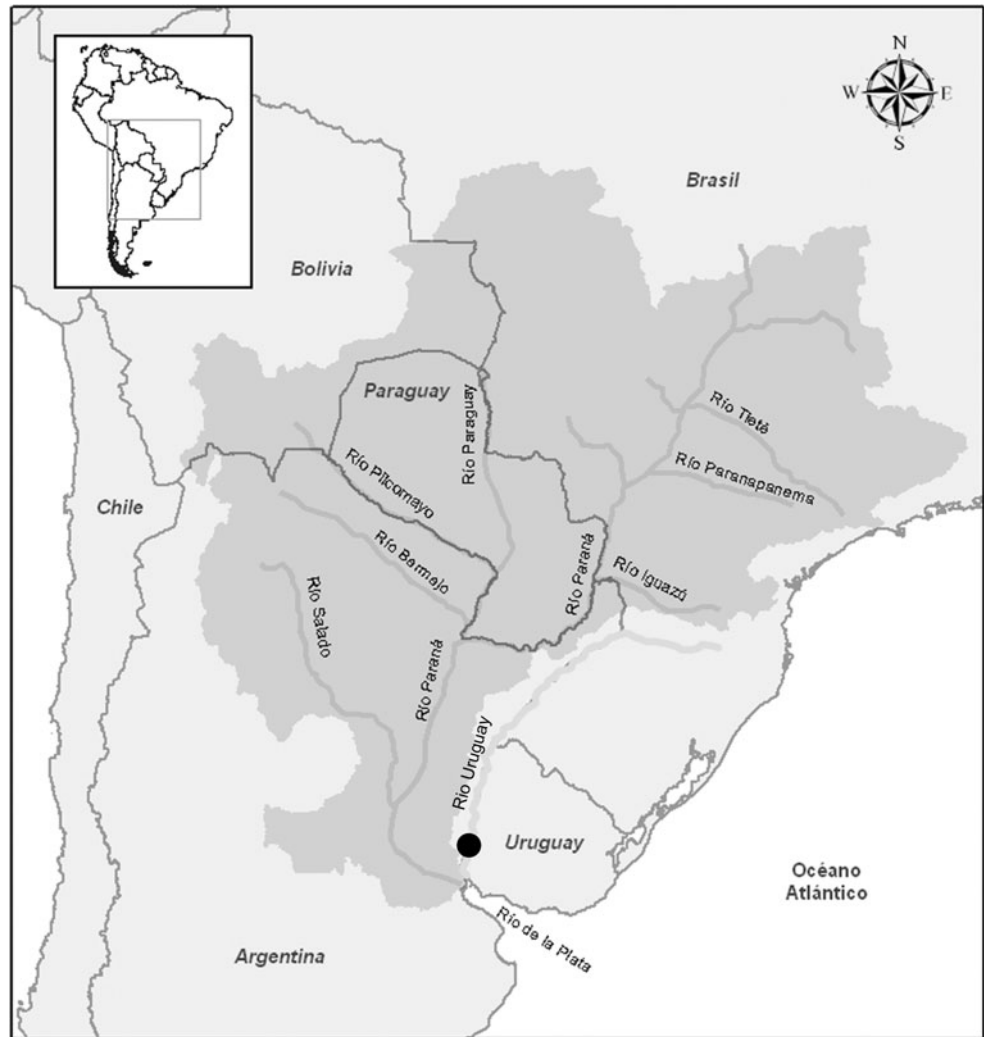 N
W
E
S
Brasil
Bolivia
Paraguay
Río Paraguay
Río Tieté
Río Pilcomayo
Río Paranapanema
Chile
Río Bermejo
Río Paraná
Río Iguazú
Río Salado
Río Paraná
Rio Uruguay
Uruguay
Océano
Atlántico
Río de la Plata
Argentina